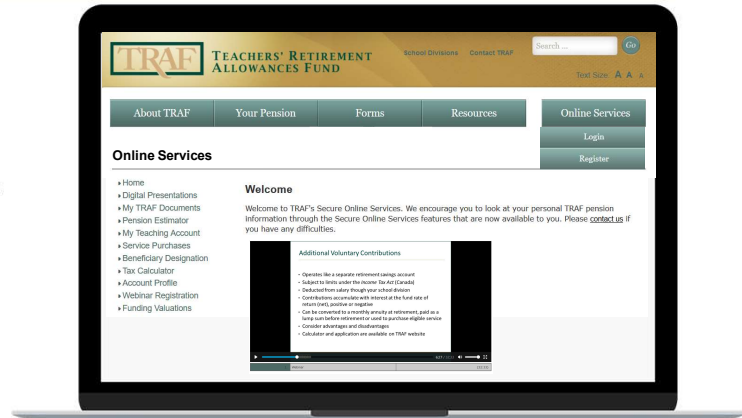 TRAF
TEACHERS' RETIREMENT
ALLOWANCES FUND
School Divisions Contact TRAF
Search ... Go
Text Size: A A A
About TRAF Your Pension Forms Resources Online Services
Login
Register
Online Services
Home
Digital Presentations
My TRAF Documents
Pension Estimator
My Teaching Account
Service Purchases
Beneficiary Designation
Tax Calculator
Account Profile
Webinar Registration
Funding Valuations
Welcome
Welcome to TRAF's Secure Online Services. We encourage you to look at your personal TRAF pension
information through the Secure Online Services features that are now available to you. Please contact us if
you have any difficulties.
Additional Voluntary Contributions
• Operates like a separate retirement savings account
• Subject to limits under the Income Tax Act (Canada)
• Deducted from salary though your school division
• Contributions accumulate with interest at the fund rate of
return (net), positive or negative
• Can be converted to a monthly annuity at retirement, paid as a
lump sum before retirement or used to purchase eligible service
• Consider advantages and disadvantages
• Calculator and application are available on TRAF website